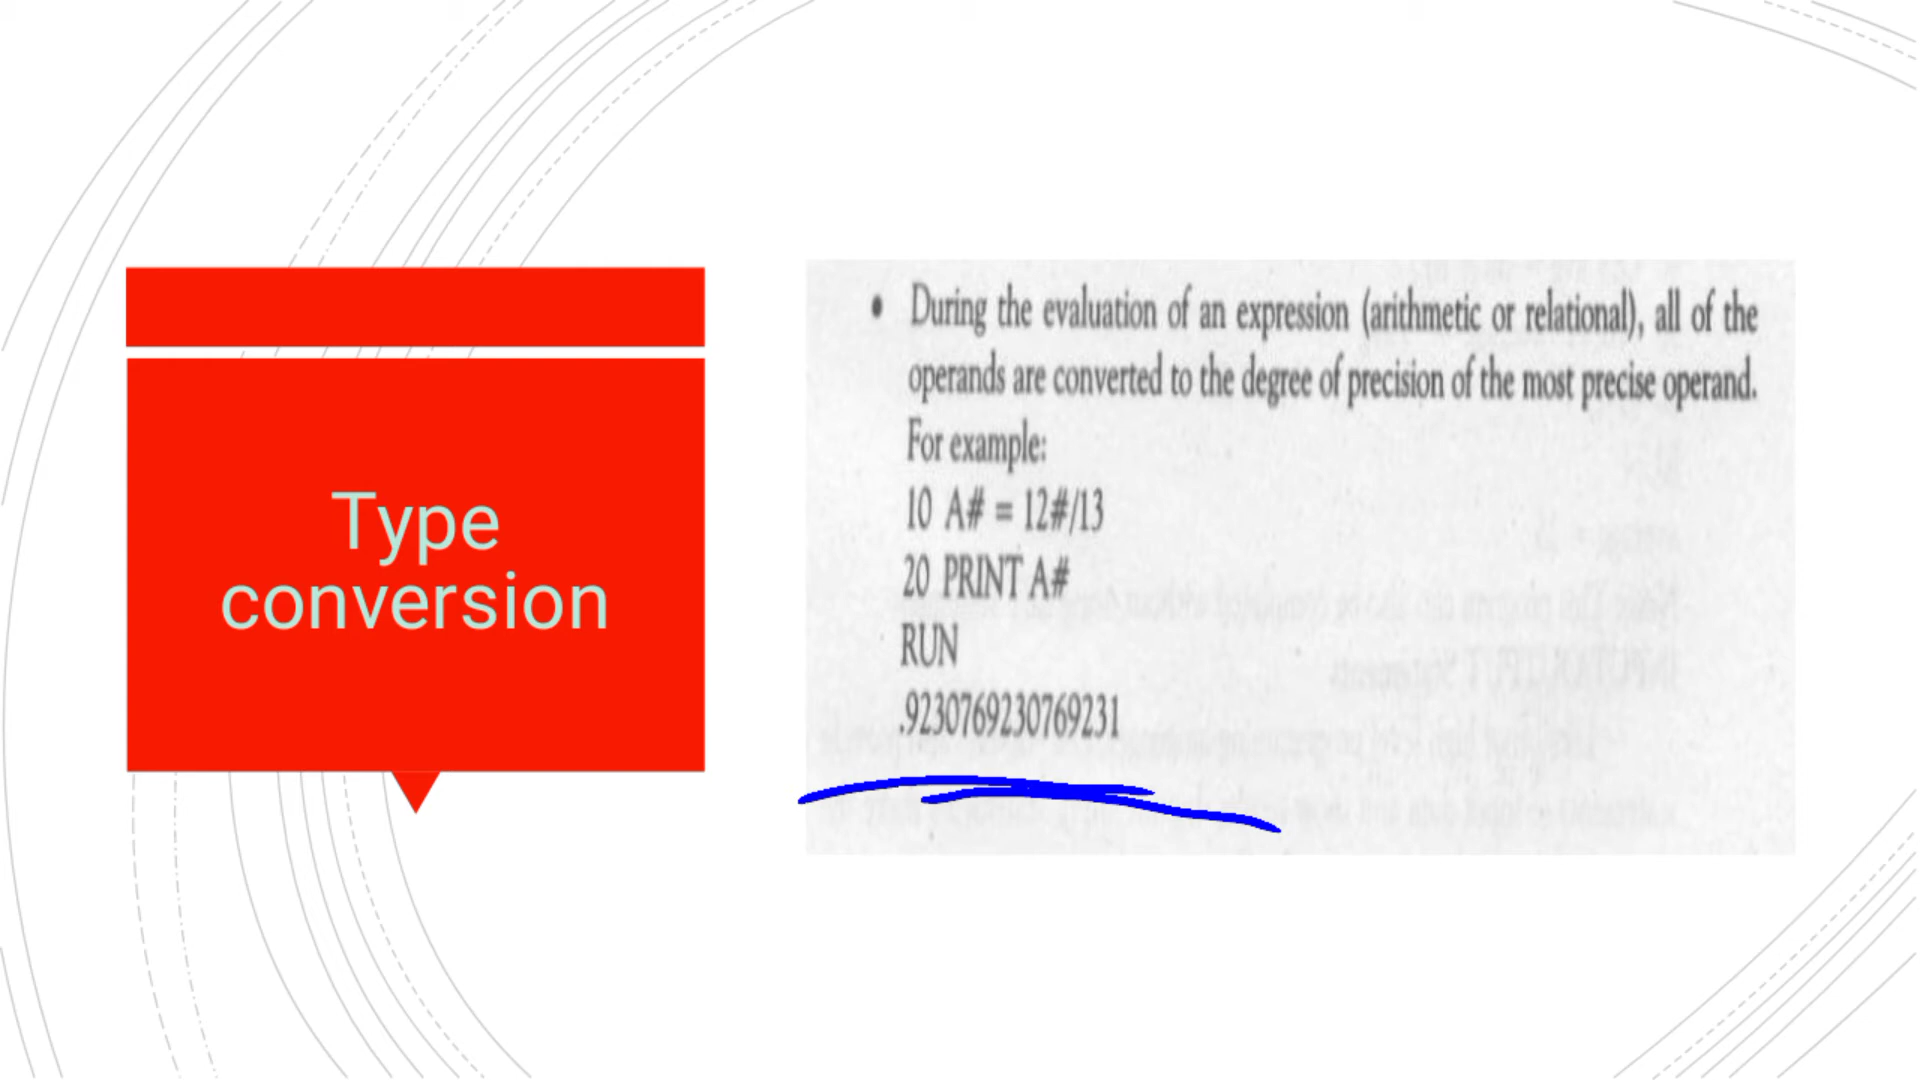 Type
conversion
• During the evaluation of an expression (arithmetic or relational), all of the
operands are converted to the degree of precision of the most precise operand.
For example:
10 A# = 12#/13
20 PRINT A#
RUN
.9230769230769231